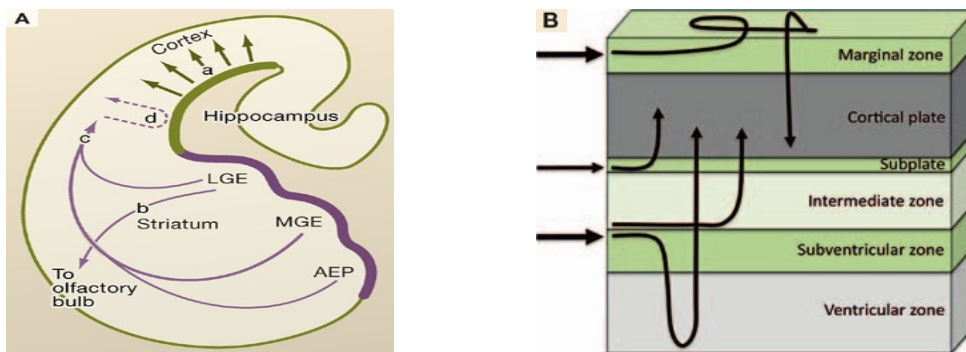 A
Cortex
a
Hippocampus
d
c
LGE
b
Striatum
MGE
AEP
To
olfactory
bulb
B
Marginal zone
Cortical plate
Subplate
Intermediate zone
Subventricular zone
Ventricular zone